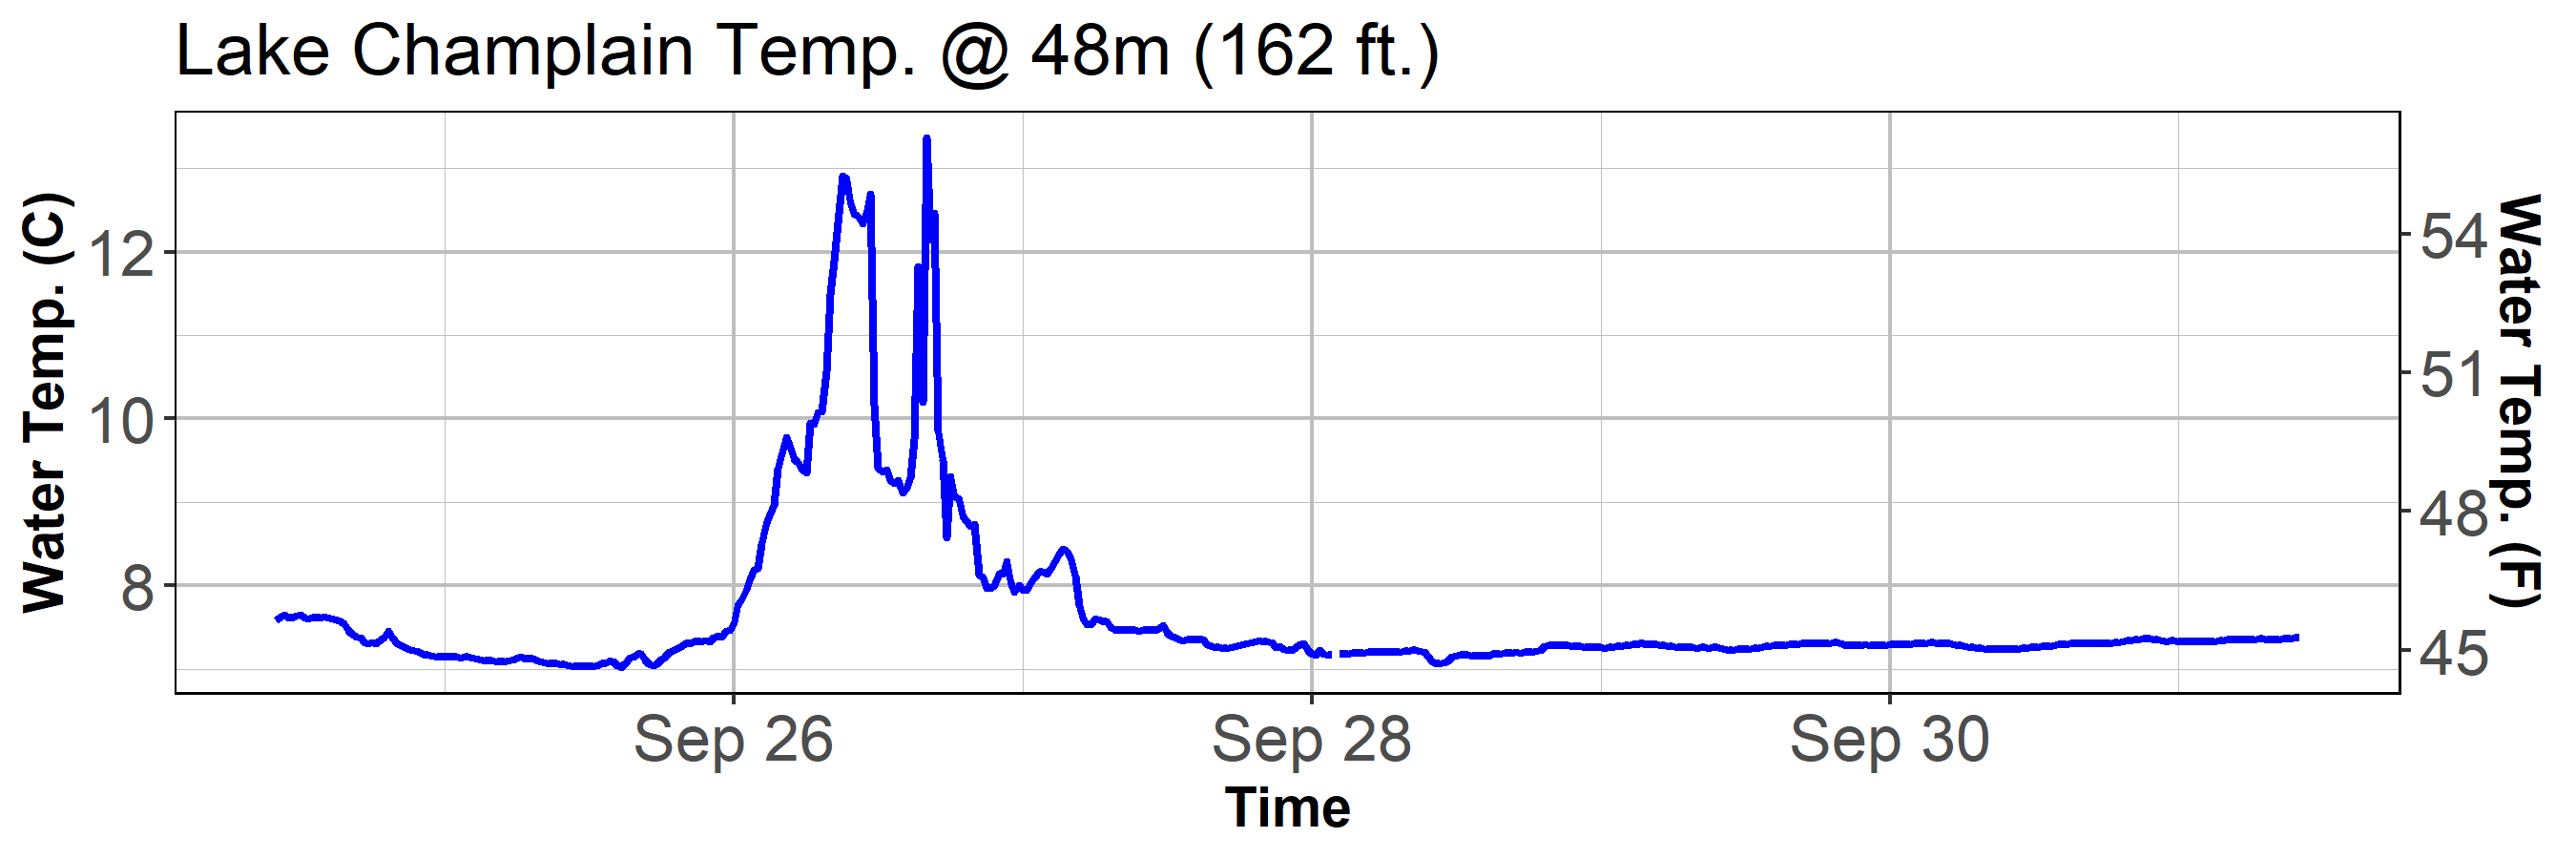 Lake Champlain Temp. @ 48m (162 ft.)
Water Temp. (C)
12
10
8
54
51
48
45
Water Temp. (F)
Sep 26
Sep 28
Sep 30
Time